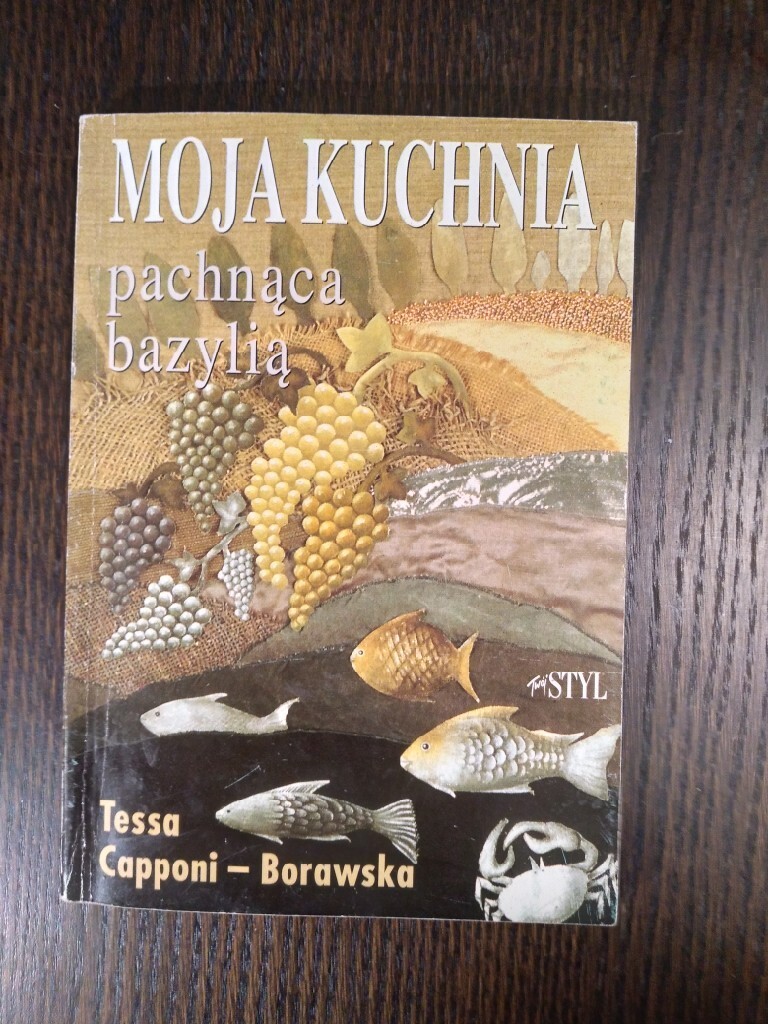 MOJA KUCHNIA
pachnąca
bazylią
Twój STYL
Tessa
Capponi – Borawska